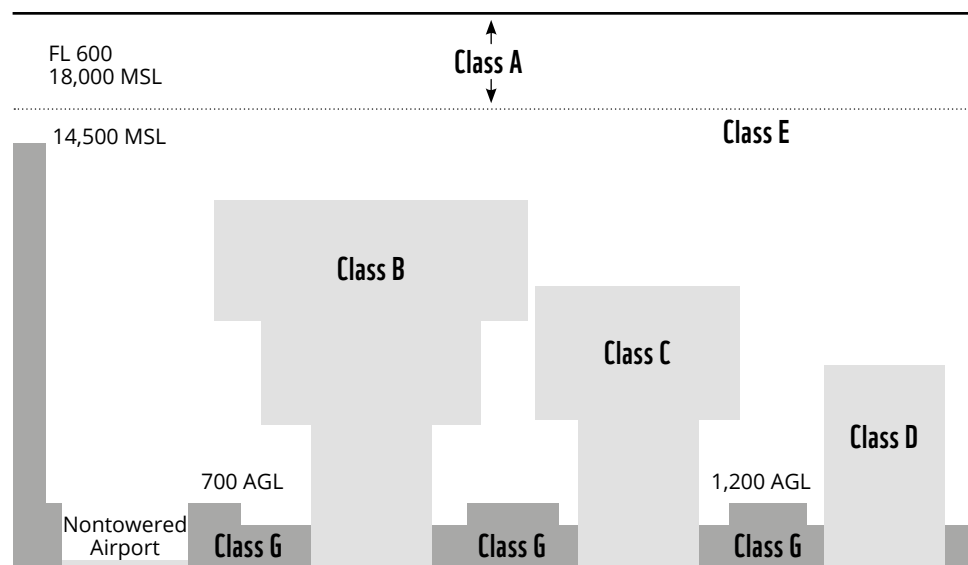 FL 600
18,000 MSL
Class A
14,500 MSL
Class E
Class B
Class C
Class D
700 AGL
1,200 AGL
Nontowered
Airport
Class G
Class G
Class G